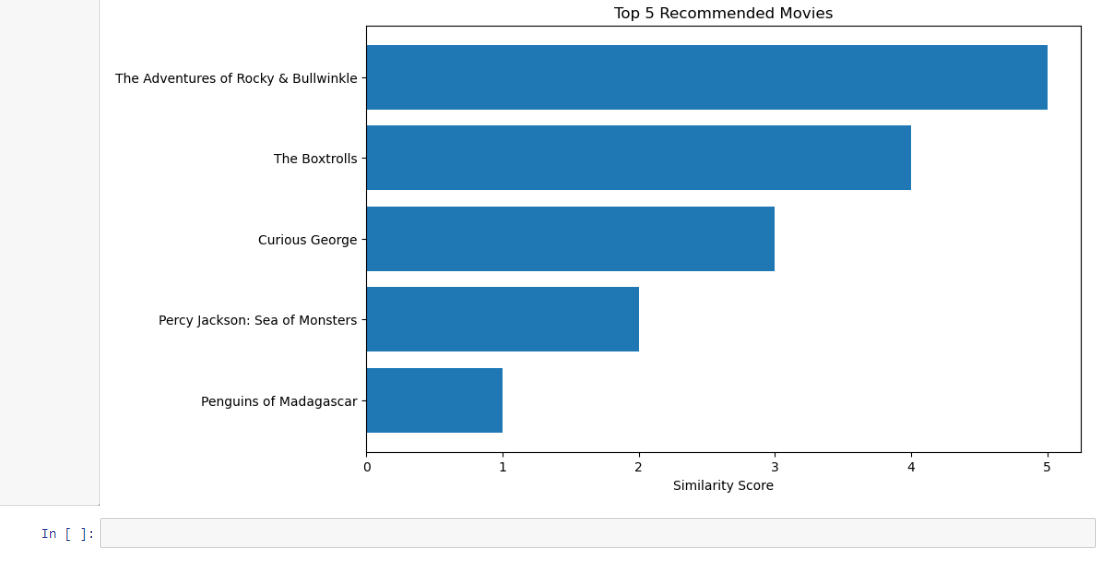 Top 5 Recommended Movies
The Adventures of Rocky & Bullwinkle
The Boxtrolls
Curious George
Percy Jackson: Sea of Monsters
Penguins of Madagascar
0 1 2 3 4 5
Similarity Score
In [ ]: